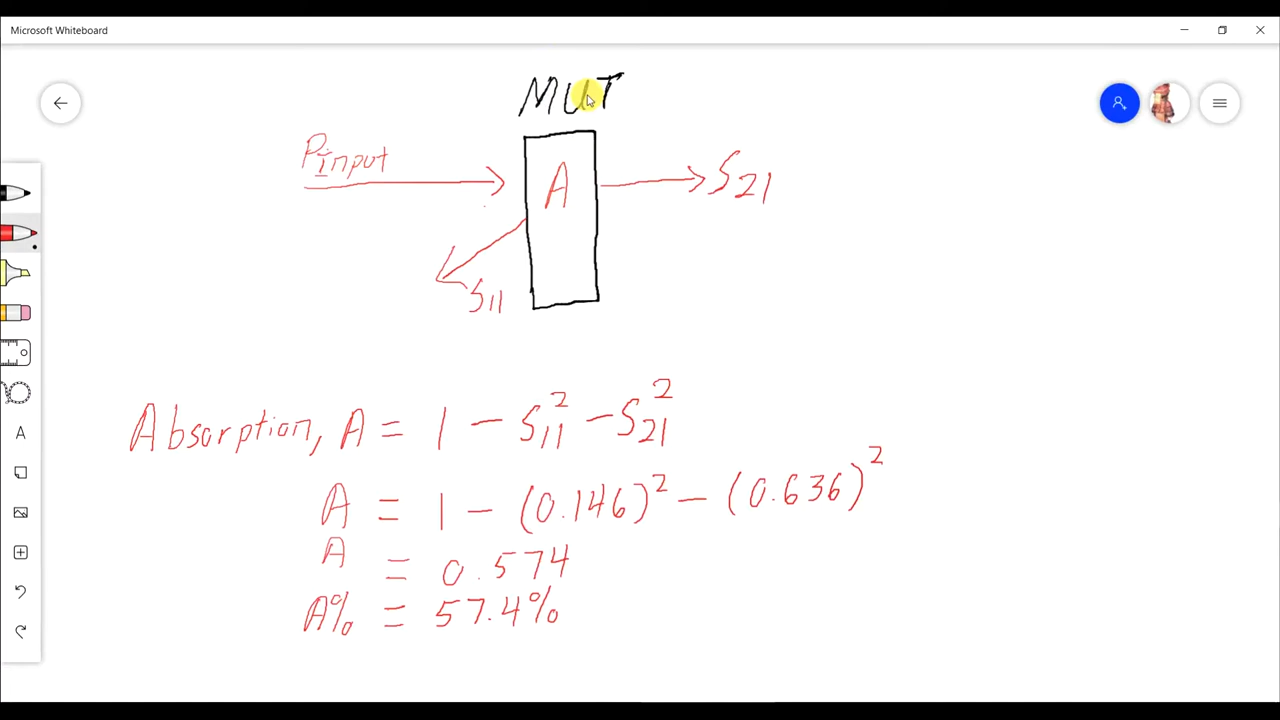 Microsoft Whiteboard
MUT
Pinput
A
S21
S11
A
Absorption, A = 1 - S11² - S21²
A = 1 - (0.146)² - (0.636)²
A = 0.574
A% = 57.4%